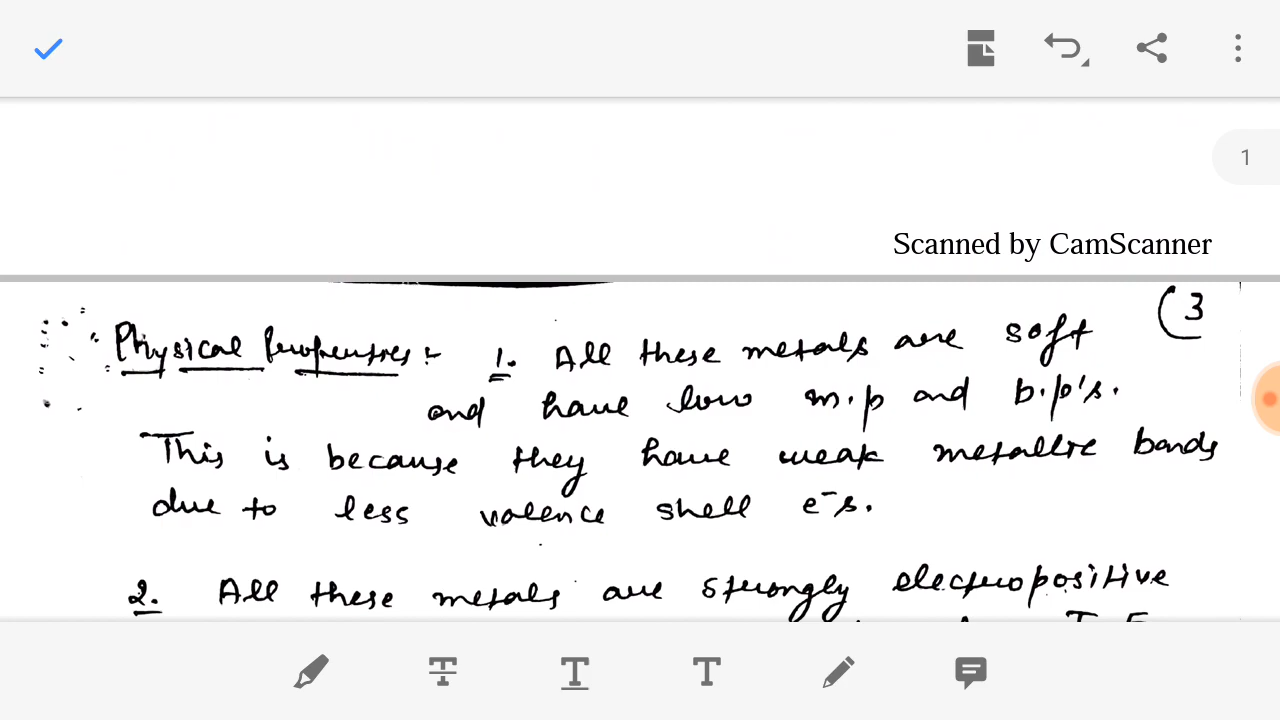 1
Scanned by CamScanner
(3
Physical Properties :- 1. All these metals are soft
and have low m.p and b.p's.
This is because they have weak metallic bonds
due to less valence shell e⁻s.
2. All these metals are strongly electropositive